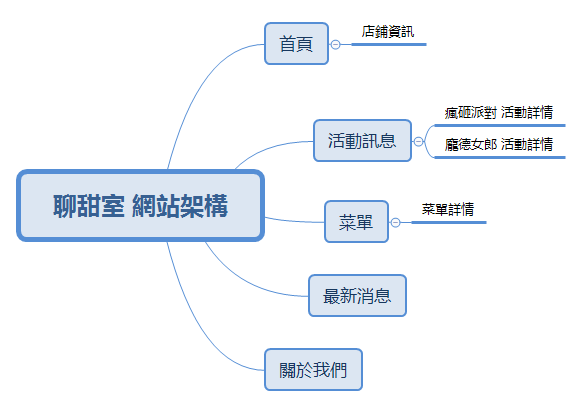 首頁
店鋪資訊
活動訊息
瘋砸派對 活動詳情
龐德女郎 活動詳情
聊甜室 網站架構
菜單
菜單詳情
最新消息
關於我們